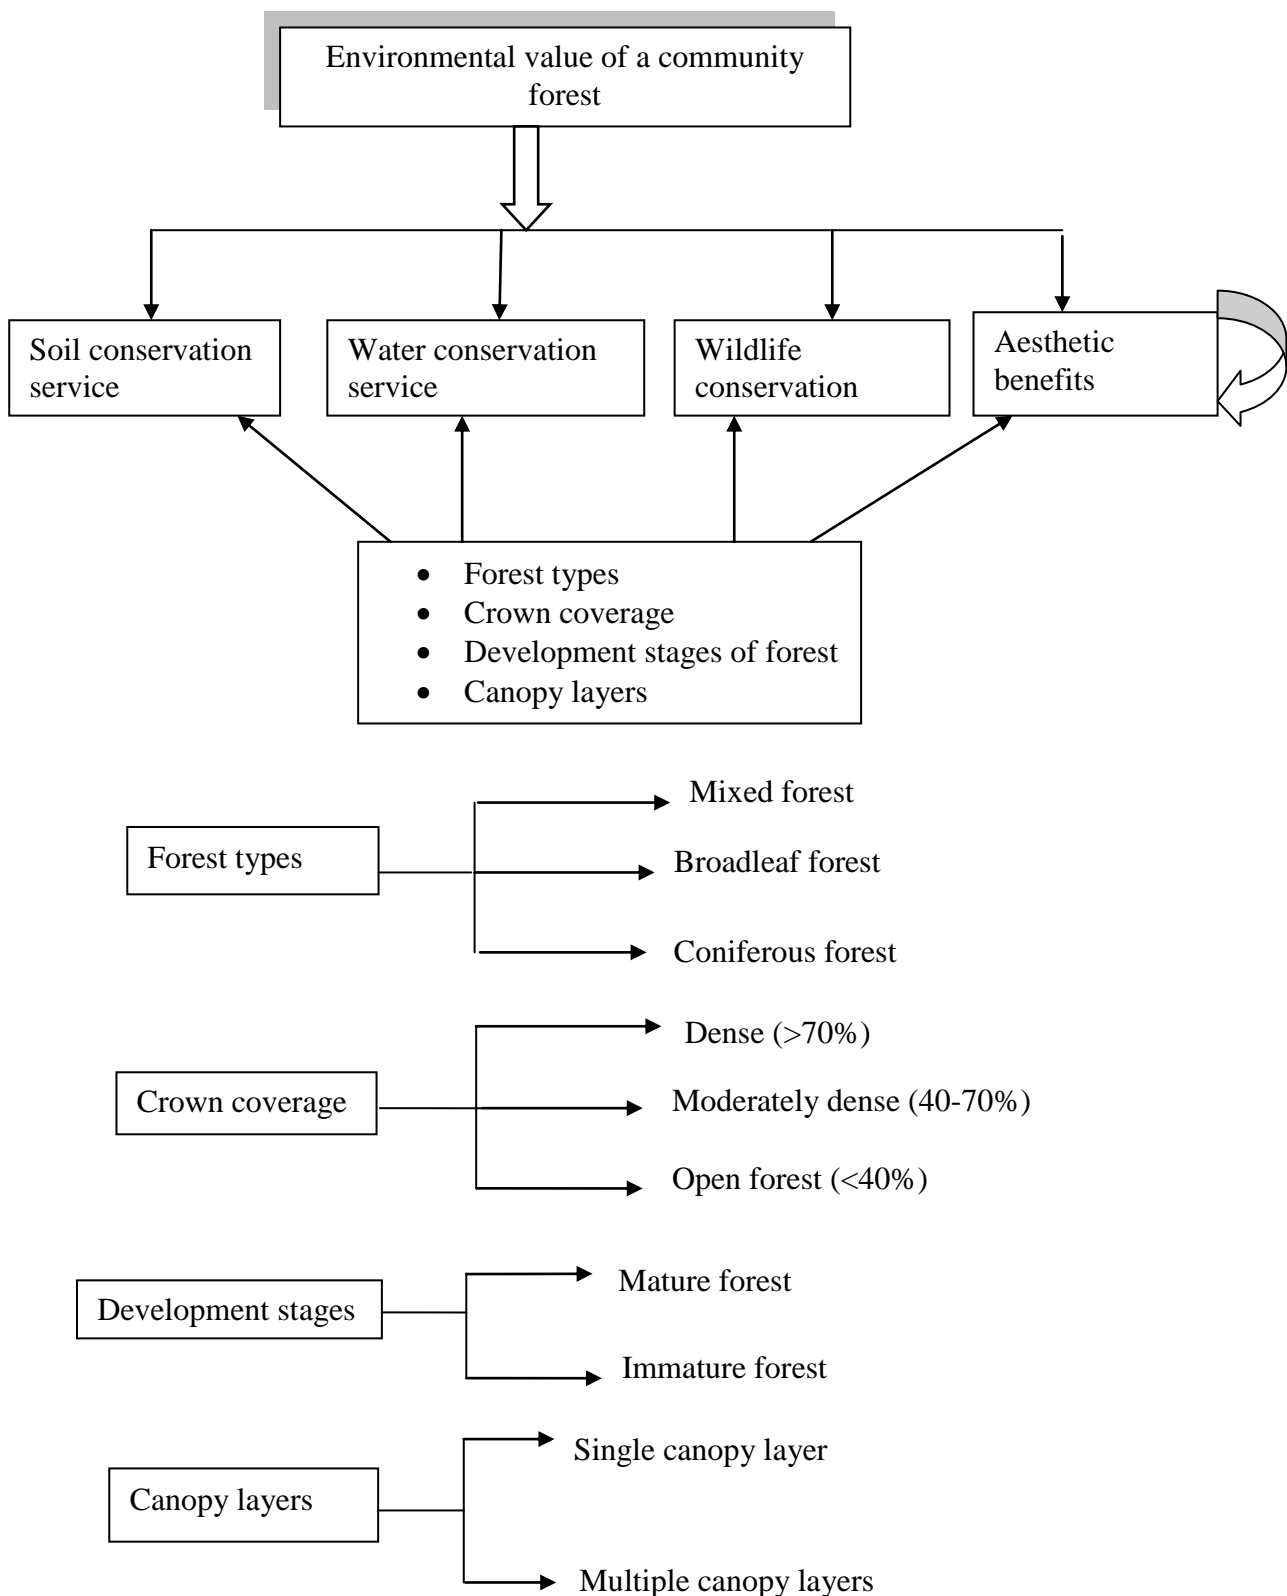 Environmental value of a community
forest
Soil conservation
service
Water conservation
service
Wildlife
conservation
Aesthetic
benefits
• Forest types
• Crown coverage
• Development stages of forest
• Canopy layers
Forest types
Mixed forest
Broadleaf forest
Coniferous forest
Crown coverage
Dense (>70%)
Moderately dense (40-70%)
Open forest (<40%)
Development stages
Mature forest
Immature forest
Canopy layers
Single canopy layer
Multiple canopy layers